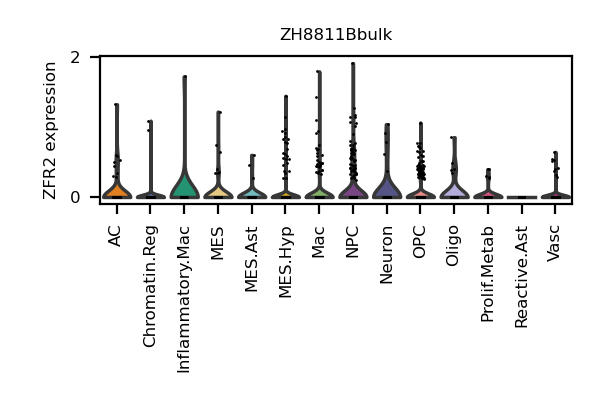 ZH8811Bbulk
ZFR2 expression
2
0
AC
Chromatin.Reg
Inflammatory.Mac
MES
MES.Ast
MES.Hyp
Mac
NPC
Neuron
OPC
Oligo
Prolif.Metab
Reactive.Ast
Vasc